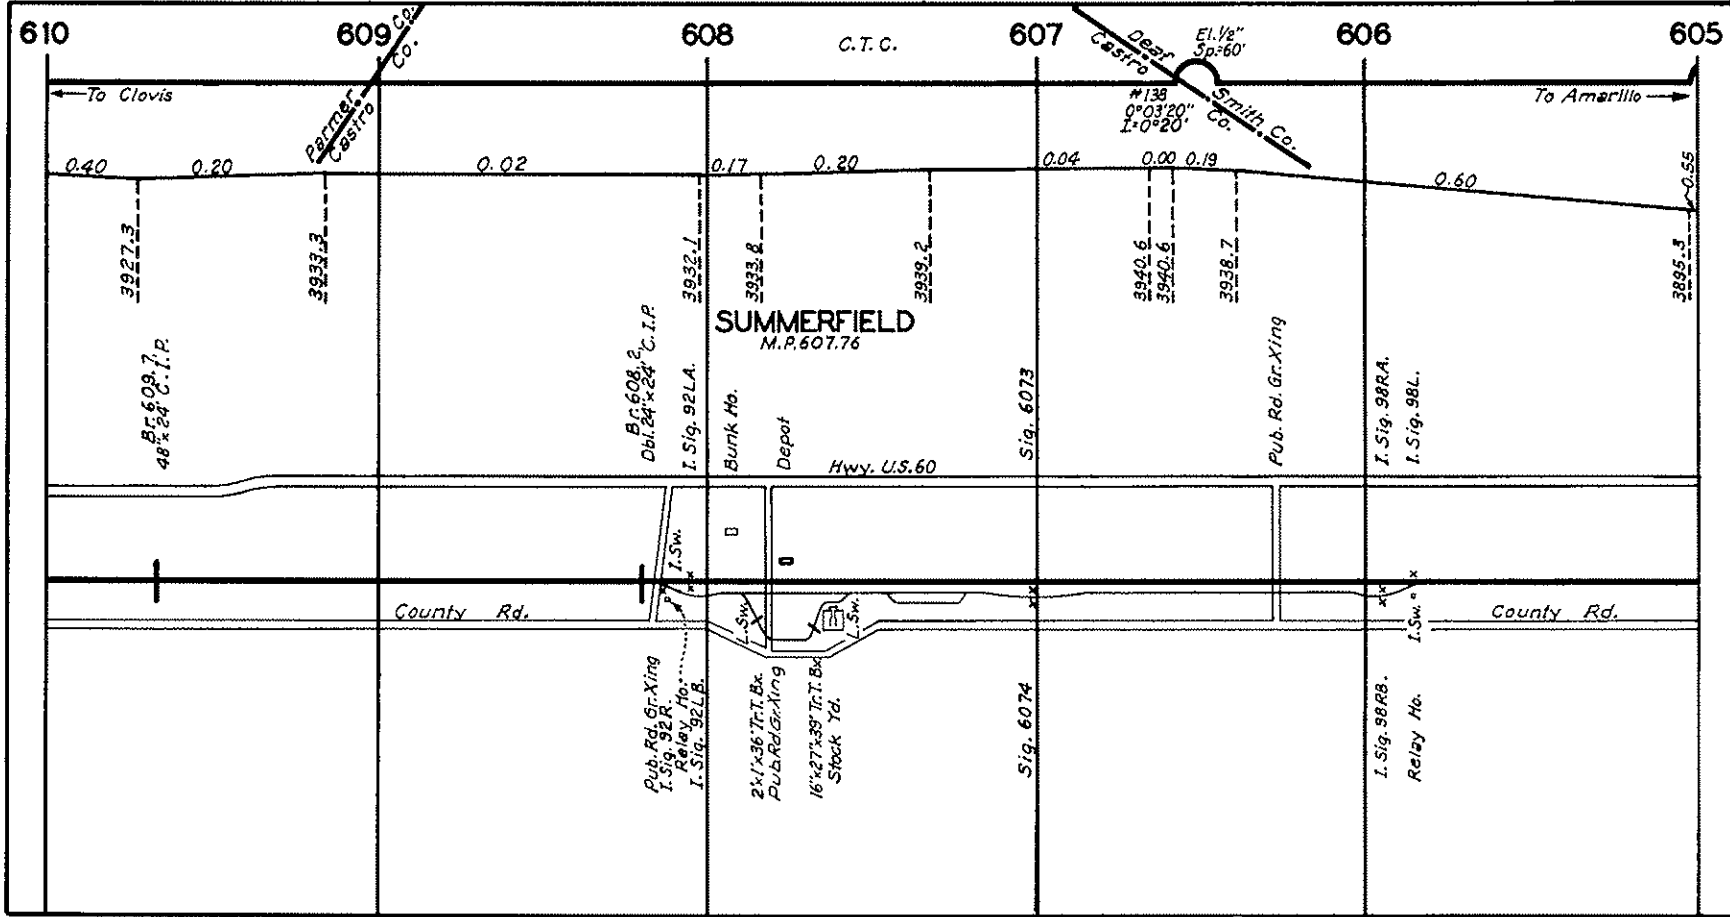 610 609 608 C.T.C. 607 606 605
Co.
Co.
Parmer
Castro
Deaf
Castro
Smith Co.
Co.
El. 1/2"
Sp.=60'
#138
0°03'20"
I=0°20'
To Clovis
To Amarillo
0.40 0.20 0.02 0.17 0.20 0.04 0.00 0.19 0.60 0.55
3927.3
3933.3
3932.1
3933.8
3939.2
3940.6
3940.6
3938.7
3895.3
SUMMERFIELD
M.P. 607.76
Br. 609.7
48"x 24' C.I.P.
Br. 608.2
Dbl. 24"x 24' C.I.P.
I. Sig. 92LA.
Bunk Ho.
Depot
Sig. 6073
Pub. Rd. Gr. Xing
I. Sig. 98RA.
I. Sig. 98L.
Hwy. U.S. 60
I. Sw.
L. Sw.
L. Sw.
I. Sw.
County Rd.
County Rd.
Pub. Rd. Gr. Xing
I. Sig. 92R.
Relay Ho.
I. Sig. 92LB.
2'x1'x36' Tr.T. Bx.
Pub. Rd. Gr. Xing
16"x27"x39' Tr.T. Bx.
Stock Yd.
Sig. 6074
I. Sig. 98RB.
Relay Ho.